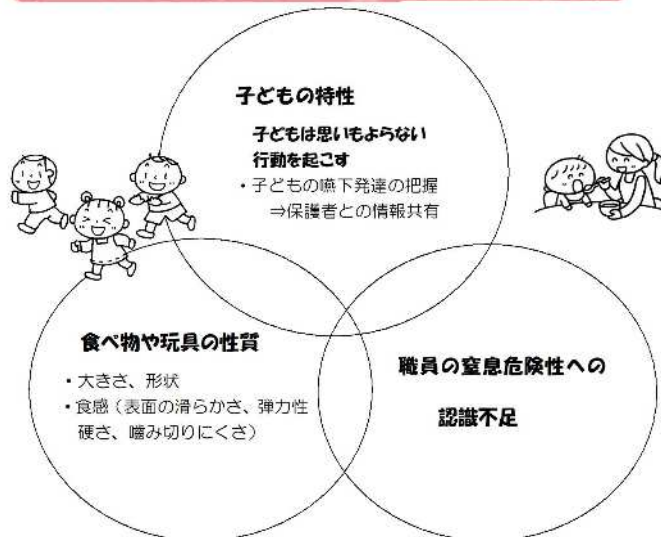 子どもの特性
子どもは思いもよらない
行動を起こす
・子どもの嚥下発達の把握
⇒保護者との情報共有
食べ物や玩具の性質
・大きさ、形状
・食感（表面の滑らかさ、弾力性
硬さ、噛み切りにくさ）
職員の窒息危険性への
認識不足